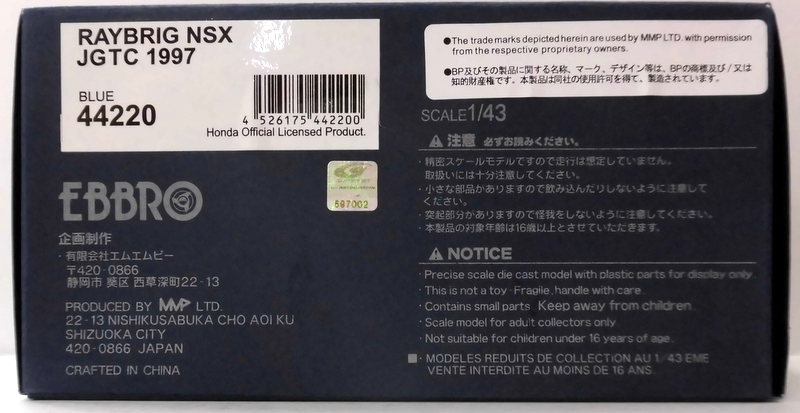 RAYBRIG NSX
JGTC 1997
BLUE
44220
4 526175 442200
Honda Official Licensed Product.
EBBRO
597002
企画制作
・有限会社エムエムピー
〒420-0866
静岡市 葵区 西草深町22-13
PRODUCED BY MMP LTD.
22-13 NISHIKUSABUKA CHO AOI KU
SHIZUOKA CITY
420-0866 JAPAN
CRAFTED IN CHINA
●The trade marks depicted herein are used by MMP LTD. with permission
from the respective proprietary owners.
●BP及びその製品に関する名称、マーク、デザイン等は、BPの商標及び/又は
知的財産権です。本製品は同社の使用許可を得て、製造されています。
SCALE1/43
注意 必ずお読みください。
・精密スケールモデルですので走行は想定していません。
取扱いには十分注意してください。
・小さな部品がありますので飲み込んだりしないように注意して
ください。
・突起部分がありますので怪我をしないように注意してください。
・本製品の対象年齢は16歳以上とさせていただきます。
NOTICE
・Precise scale die cast model with plastic parts for display only.
・This is not a toy - Fragile, handle with care.
・Contains small parts. Keep away from children.
・Scale model for adult collectors only
・Not suitable for children under 16 years of age.
■・MODELES REDUITS DE COLLECTION AU 1/43 EME
VENTE INTERDITE AU MOINS DE 16 ANS.